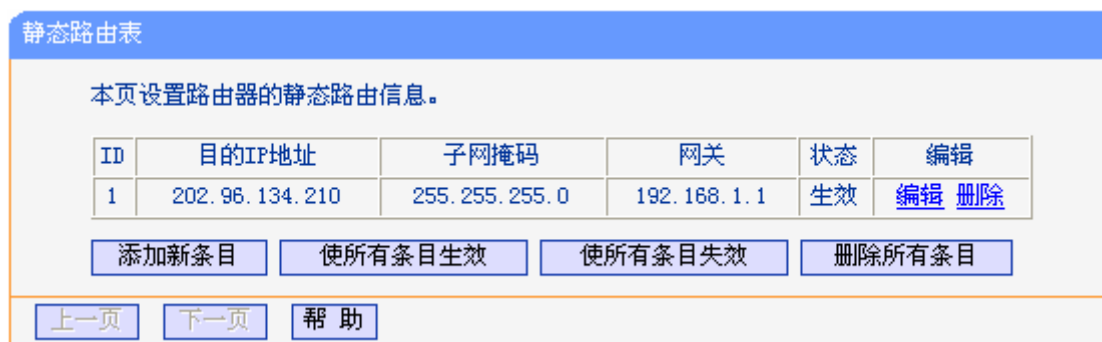 静态路由表
本页设置路由器的静态路由信息。
ID 目的IP地址 子网掩码 网关 状态 编辑
1 202.96.134.210 255.255.255.0 192.168.1.1 生效 编辑 删除
添加新条目 使所有条目生效 使所有条目失效 删除所有条目
上一页 下一页 帮 助